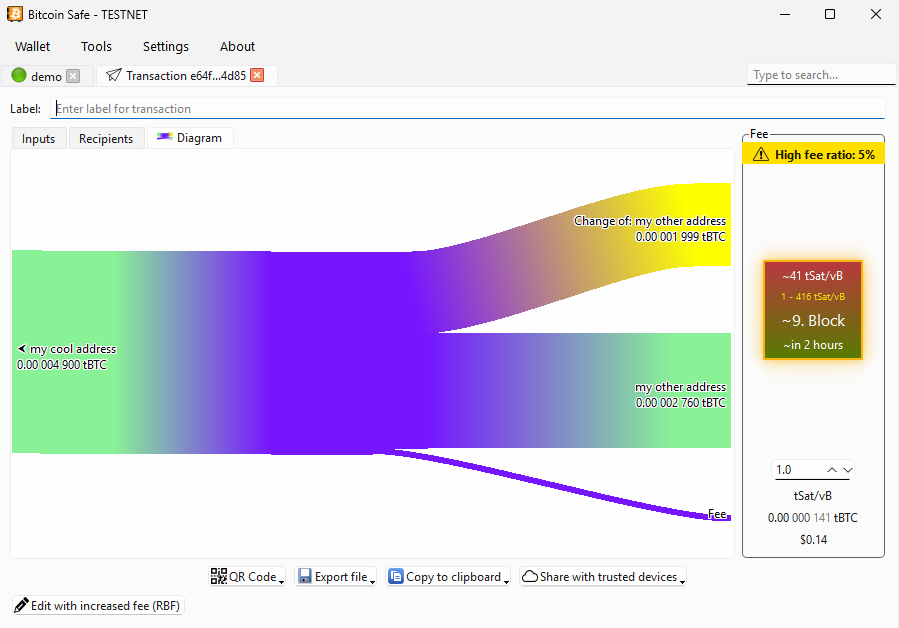 Bitcoin Safe - TESTNET
Wallet Tools Settings About
demo Transaction e64f...4d85 Type to search...
Label: Enter label for transaction
Inputs Recipients Diagram
Fee
High fee ratio: 5%
Change of: my other address
0.00 001 999 tBTC
~41 tSat/vB
1 - 416 tSat/vB
~9. Block
~in 2 hours
my cool address
0.00 004 900 tBTC
my other address
0.00 002 760 tBTC
Fee
1.0
tSat/vB
0.00 000 141 tBTC
$0.14
QR Code Export file Copy to clipboard Share with trusted devices
Edit with increased fee (RBF)